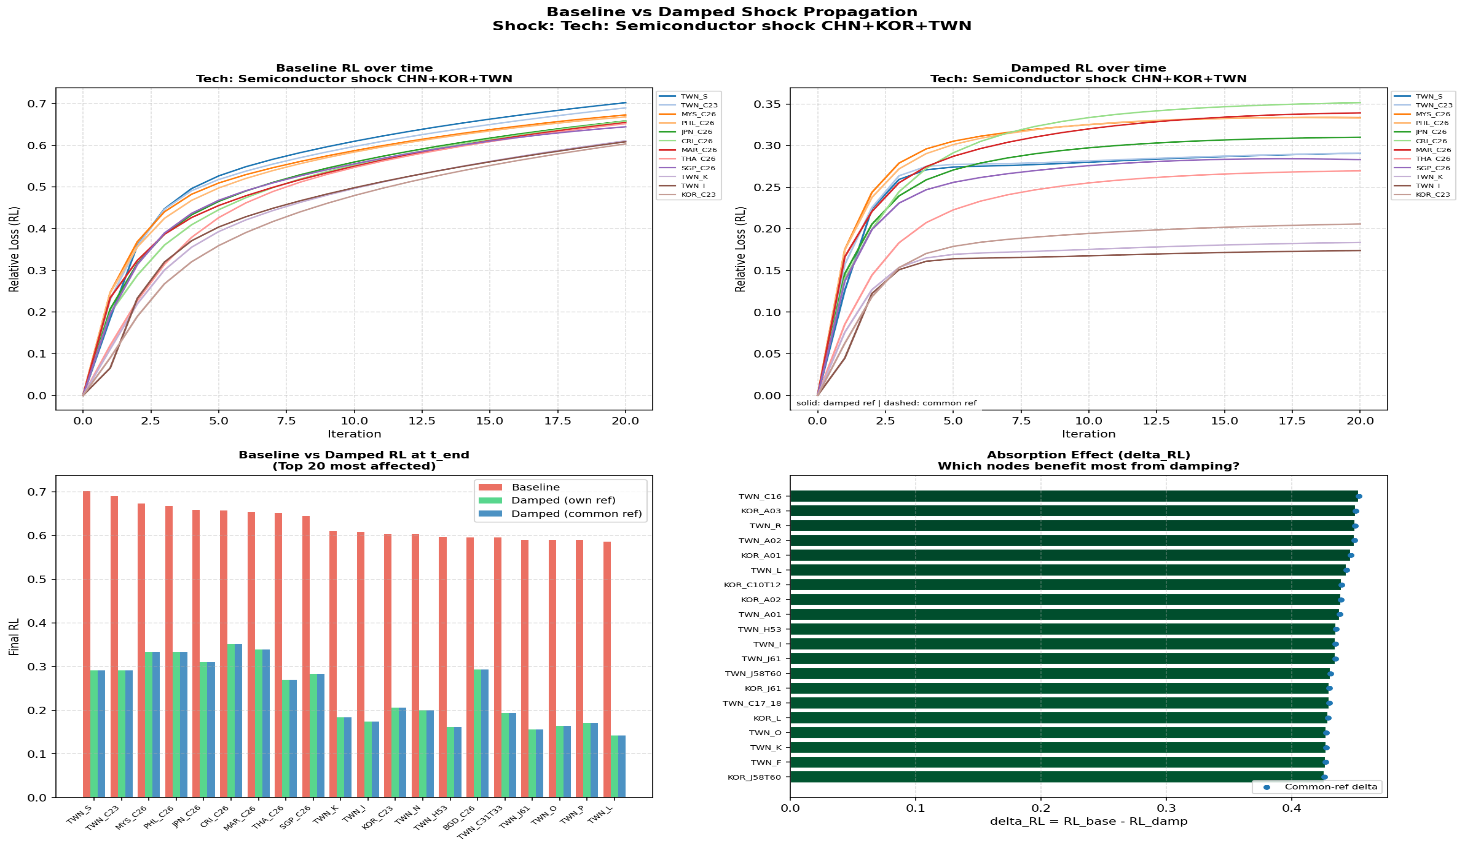 Baseline vs Damped Shock Propagation
Shock: Tech: Semiconductor shock CHN+KOR+TWN
Baseline RL over time
Tech: Semiconductor shock CHN+KOR+TWN
Relative Loss (RL)
0.7
0.6
0.5
0.4
0.3
0.2
0.1
0.0
0.0 2.5 5.0 7.5 10.0 12.5 15.0 17.5 20.0
Iteration
TWN_S
TWN_C23
MYS_C26
PHL_C26
JPN_C26
CRI_C26
MAR_C26
THA_C26
SGP_C26
TWN_K
TWN_I
KOR_C23
Damped RL over time
Tech: Semiconductor shock CHN+KOR+TWN
Relative Loss (RL)
0.35
0.30
0.25
0.20
0.15
0.10
0.05
0.00
solid: damped ref | dashed: common ref
0.0 2.5 5.0 7.5 10.0 12.5 15.0 17.5 20.0
Iteration
TWN_S
TWN_C23
MYS_C26
PHL_C26
JPN_C26
CRI_C26
MAR_C26
THA_C26
SGP_C26
TWN_K
TWN_I
KOR_C23
Baseline vs Damped RL at t_end
(Top 20 most affected)
Final RL
0.7
0.6
0.5
0.4
0.3
0.2
0.1
0.0
Baseline
Damped (own ref)
Damped (common ref)
TWN_S
TWN_C23
MYS_C26
PHL_C26
JPN_C26
CRI_C26
MAR_C26
THA_C26
SGP_C26
TWN_K
TWN_I
KOR_C23
TWN_N
TWN_H53
BGD_C26
TWN_C31T33
TWN_J61
TWN_O
TWN_P
TWN_L
Absorption Effect (delta_RL)
Which nodes benefit most from damping?
TWN_C16
KOR_A03
TWN_R
TWN_A02
KOR_A01
TWN_L
KOR_C10T12
KOR_A02
TWN_A01
TWN_H53
TWN_I
TWN_J61
TWN_J58T60
KOR_J61
TWN_C17_18
KOR_L
TWN_O
TWN_K
TWN_F
KOR_J58T60
Common-ref delta
0.0 0.1 0.2 0.3 0.4
delta_RL = RL_base - RL_damp